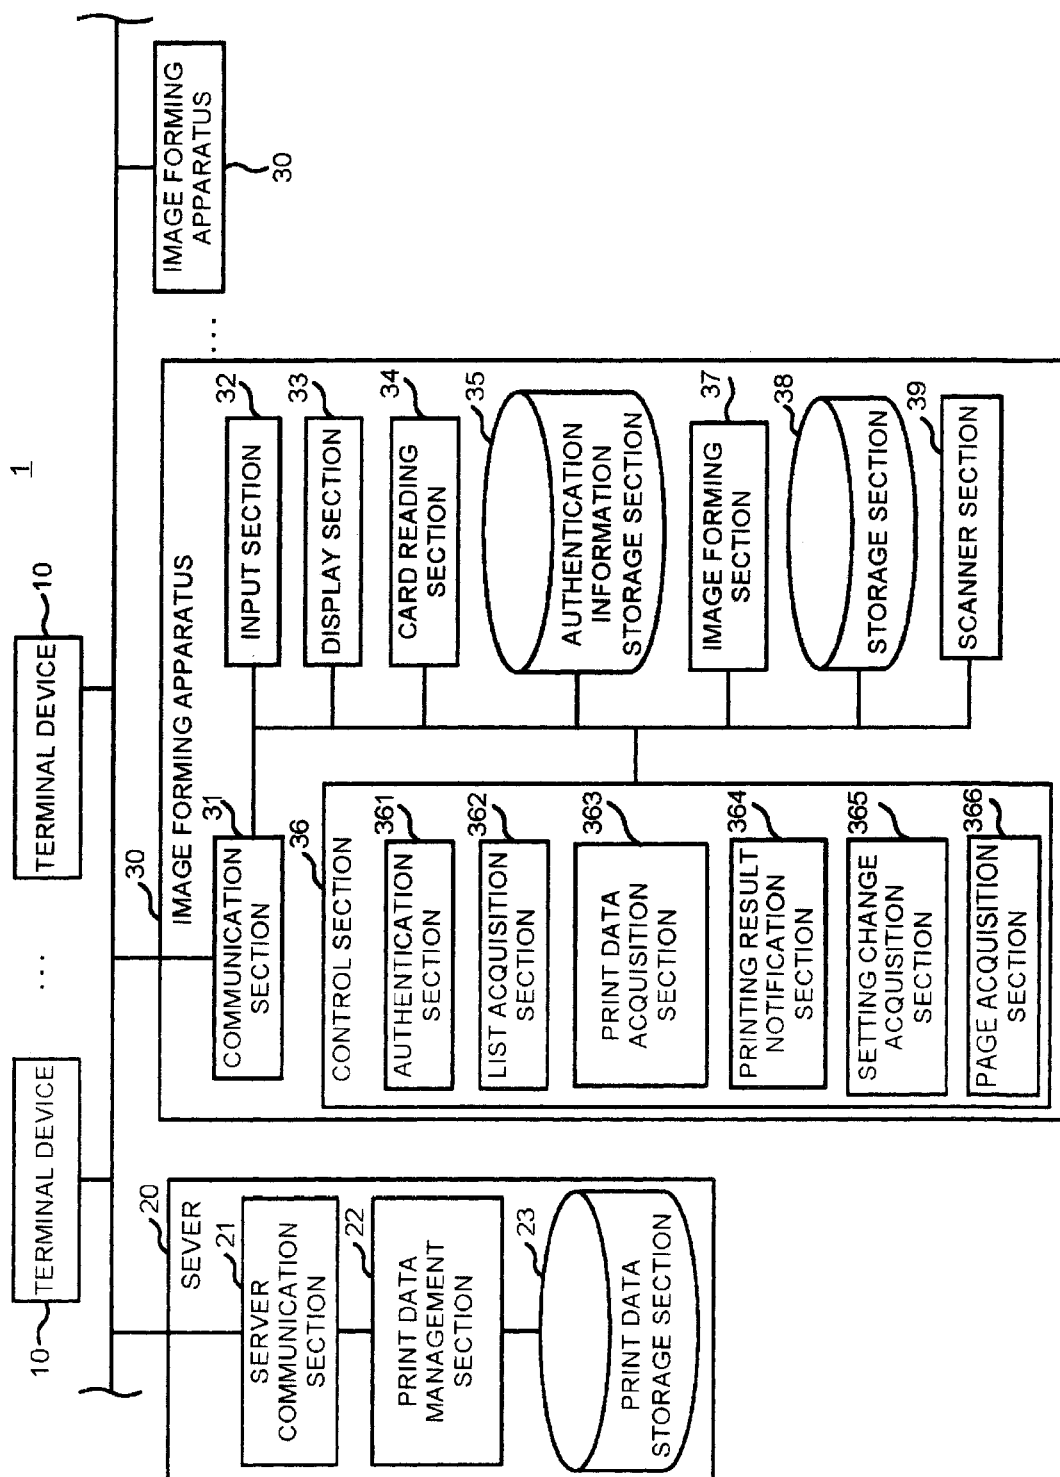 1
10
TERMINAL DEVICE
...
TERMINAL DEVICE
10
20
SEVER
21
SERVER
COMMUNICATION
SECTION
22
PRINT DATA
MANAGEMENT
SECTION
23
PRINT DATA
STORAGE SECTION
30
IMAGE FORMING APPARATUS
31
COMMUNICATION
SECTION
36
CONTROL SECTION
361
AUTHENTICATION
SECTION
362
LIST ACQUISITION
SECTION
363
PRINT DATA
ACQUISITION
SECTION
364
PRINTING RESULT
NOTIFICATION
SECTION
365
SETTING CHANGE
ACQUISITION
SECTION
366
PAGE ACQUISITION
SECTION
32
INPUT SECTION
33
DISPLAY SECTION
34
CARD READING
SECTION
35
AUTHENTICATION
INFORMATION
STORAGE SECTION
37
IMAGE FORMING
SECTION
38
STORAGE SECTION
39
SCANNER SECTION
...
IMAGE FORMING
APPARATUS
30